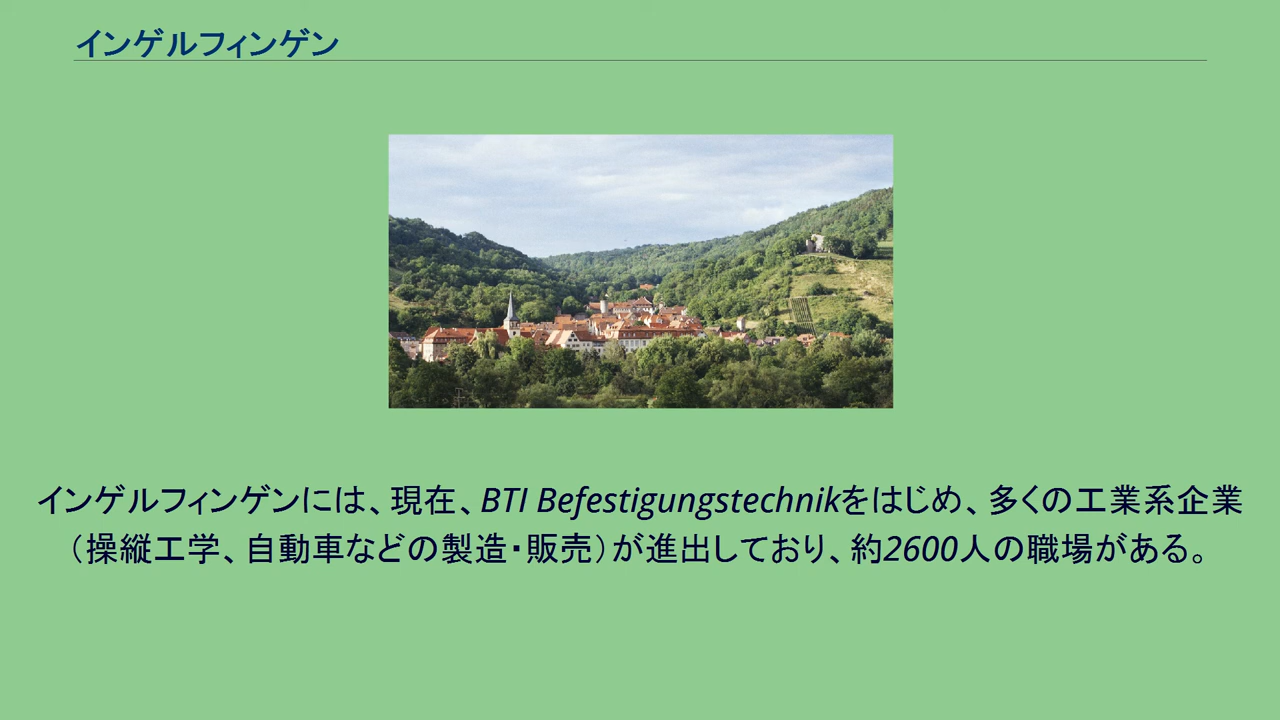 インゲルフィンゲン
インゲルフィンゲンには、現在、BTI Befestigungstechnikをはじめ、多くの工業系企業
（操縦工学、自動車などの製造・販売）が進出しており、約2600人の職場がある。